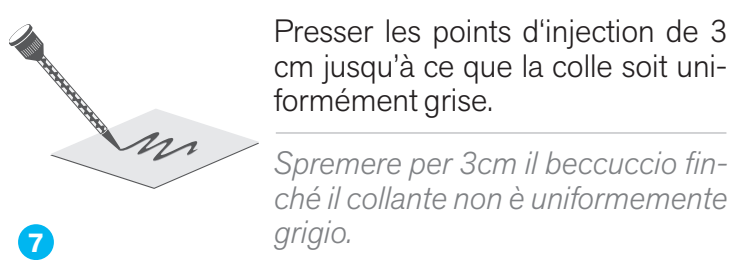 Presser les points d‘injection de 3
cm jusqu’à ce que la colle soit uni-
formément grise.
Spremere per 3cm il beccuccio fin-
ché il collante non è uniformemente
grigio.
7